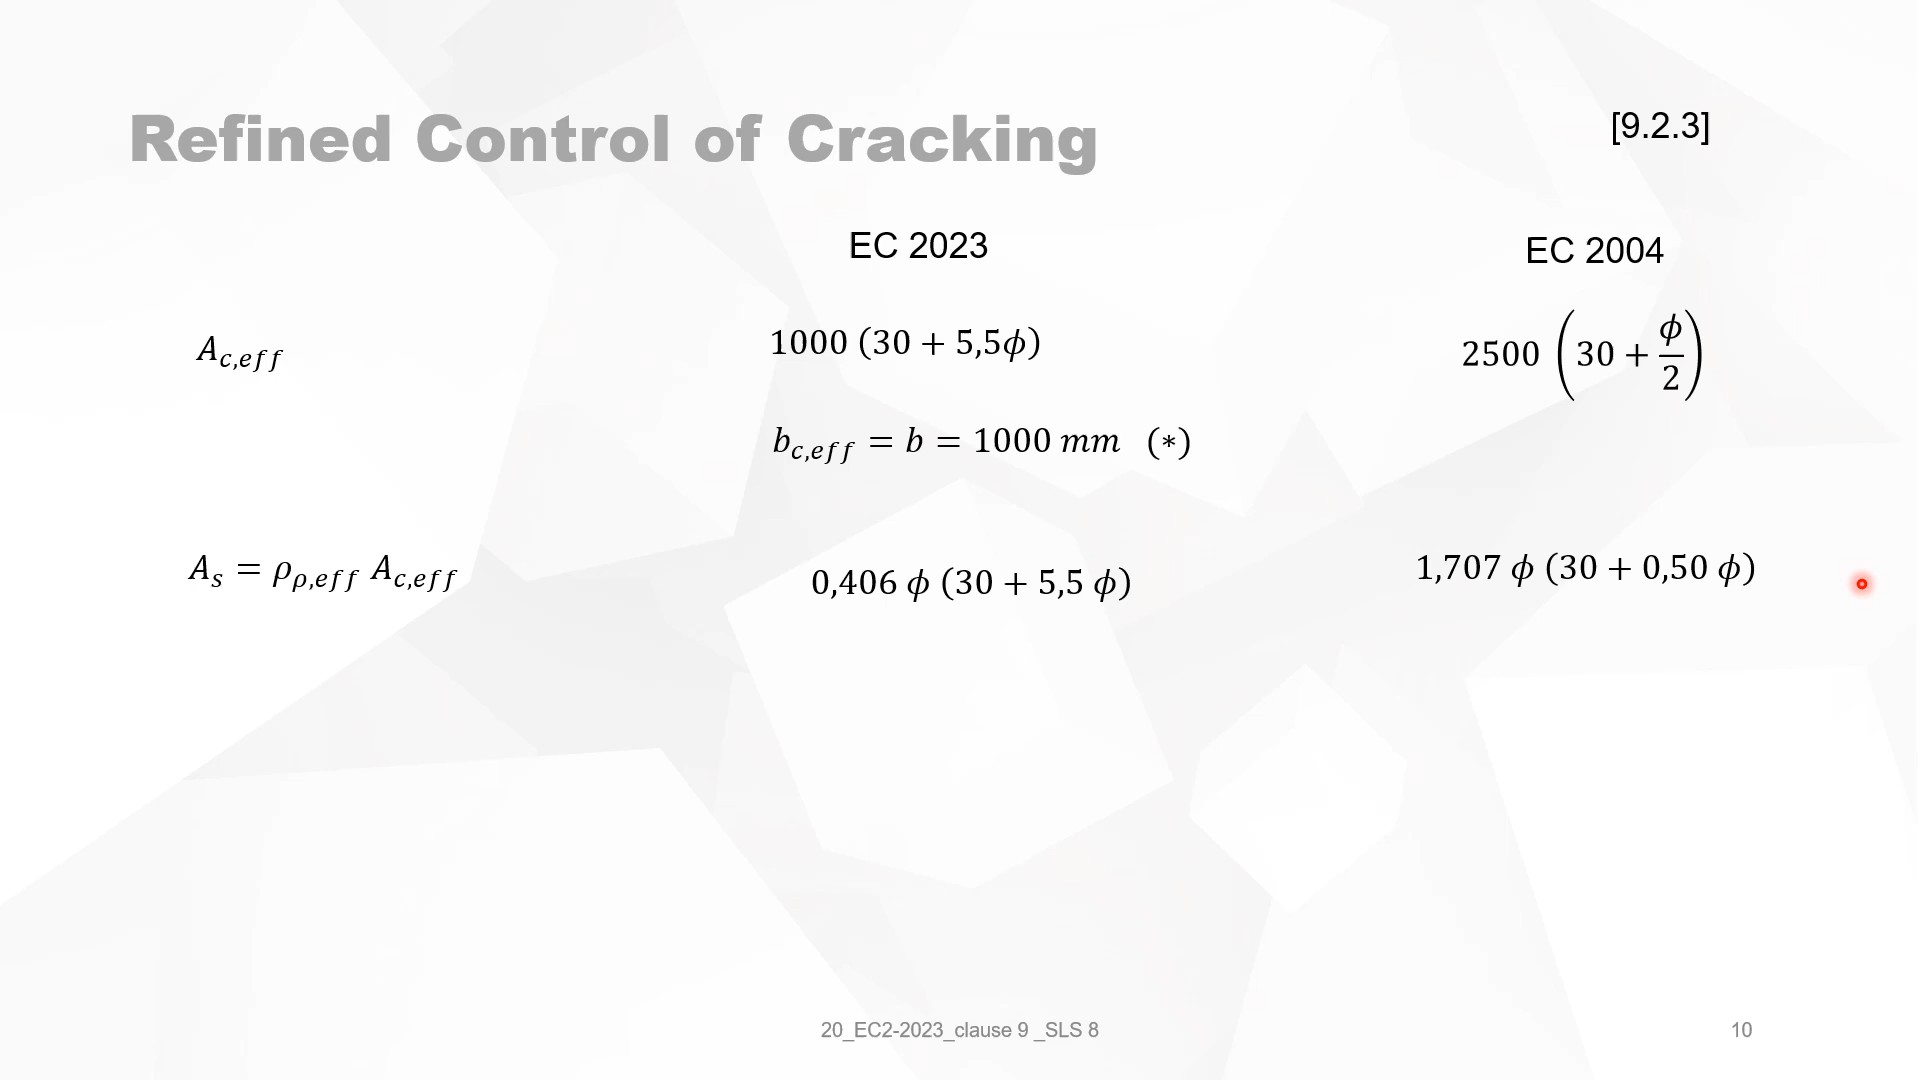 Refined Control of Cracking
[9.2.3]
EC 2023
EC 2004
A_{c,eff}
1000 (30 + 5,5ϕ)
2500 (30 + ϕ/2)
b_{c,eff} = b = 1000 mm (∗)
A_s = ρ_{ρ,eff} A_{c,eff}
0,406 ϕ (30 + 5,5 ϕ)
1,707 ϕ (30 + 0,50 ϕ)
20_EC2-2023_clause 9 _SLS 8
10